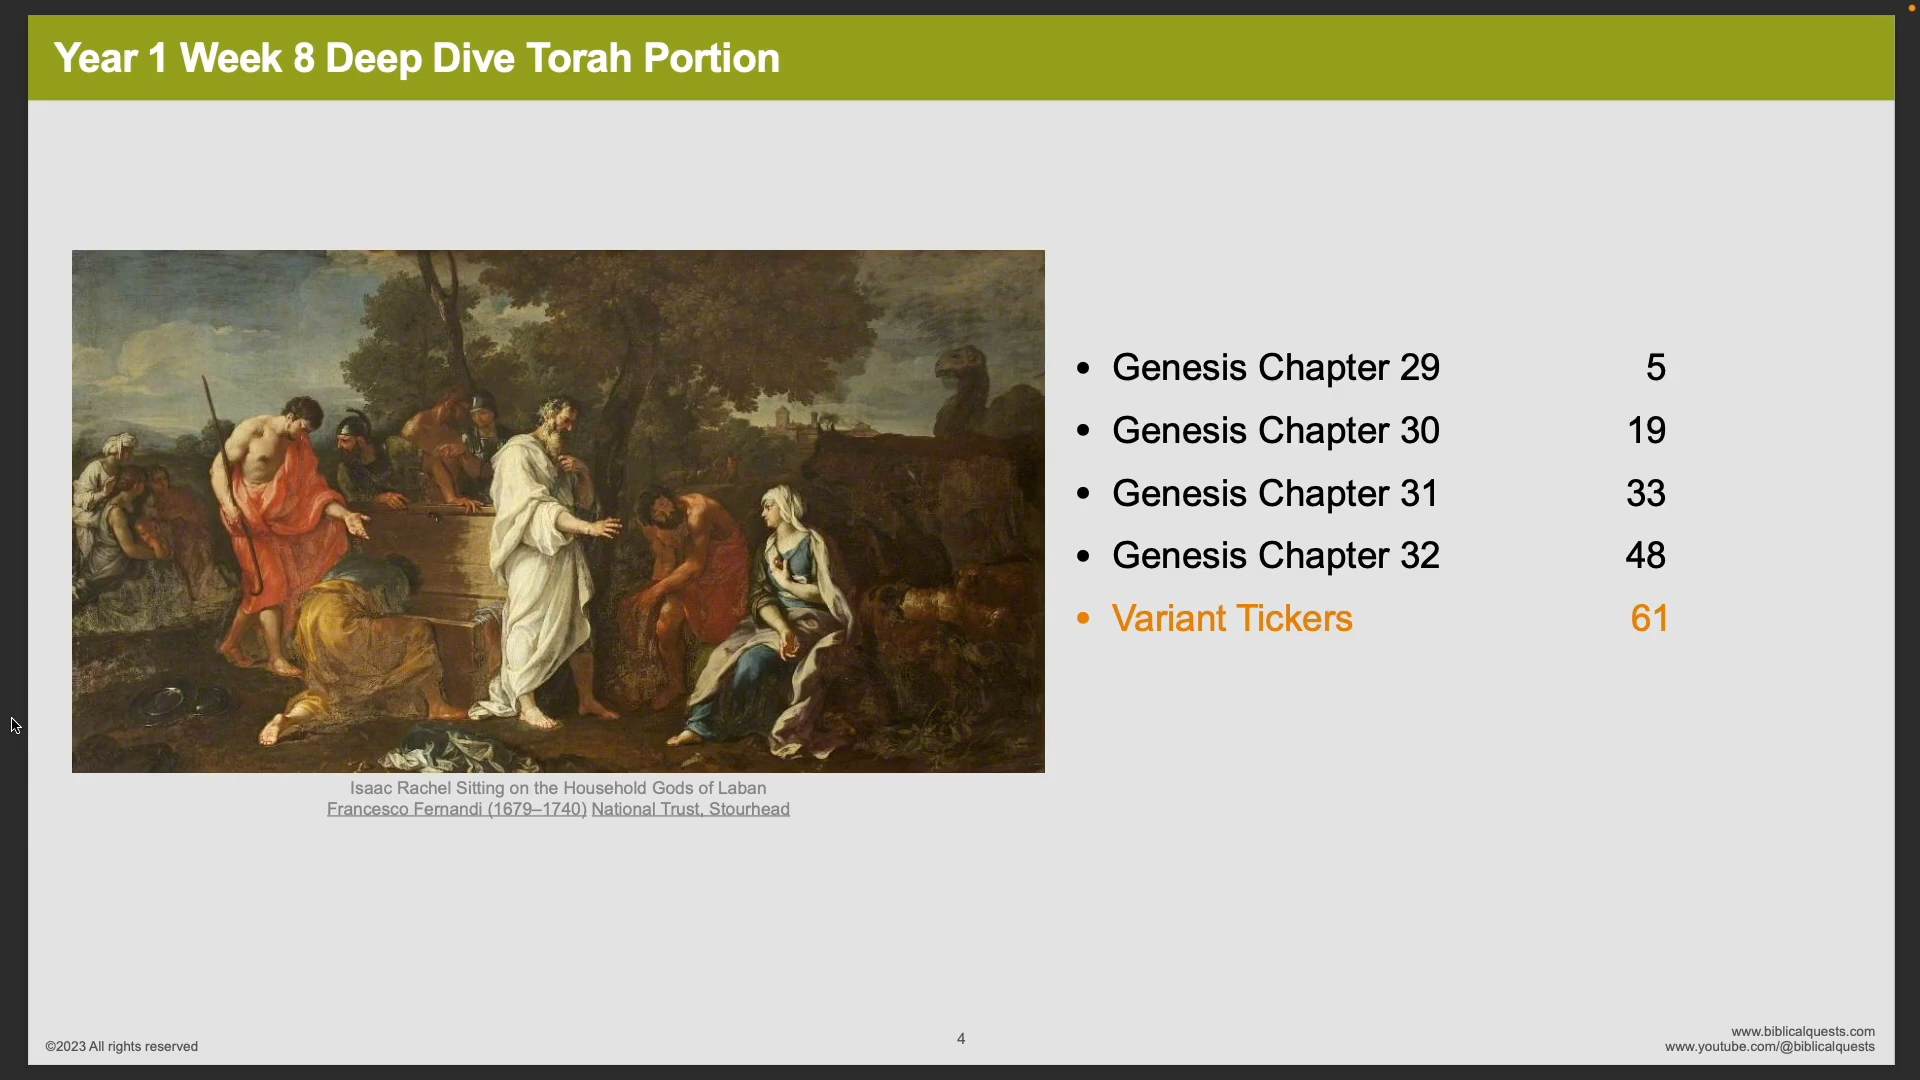 Year 1 Week 8 Deep Dive Torah Portion
• Genesis Chapter 29 5
• Genesis Chapter 30 19
• Genesis Chapter 31 33
• Genesis Chapter 32 48
• Variant Tickers 61
Isaac Rachel Sitting on the Household Gods of Laban
Francesco Fernandi (1679–1740) National Trust, Stourhead
©2023 All rights reserved
4
www.biblicalquests.com
www.youtube.com/@biblicalquests